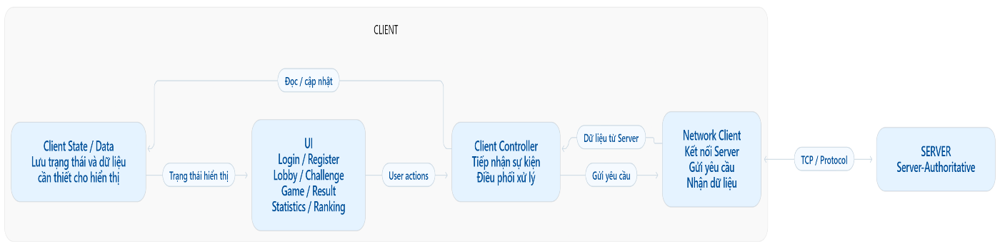 CLIENT
Đọc / cập nhật
Client State / Data
Lưu trạng thái và dữ liệu
cần thiết cho hiển thị
Trạng thái hiển thị
UI
Login / Register
Lobby / Challenge
Game / Result
Statistics / Ranking
User actions
Client Controller
Tiếp nhận sự kiện
Điều phối xử lý
Dữ liệu từ Server
Gửi yêu cầu
Network Client
Kết nối Server
Gửi yêu cầu
Nhận dữ liệu
TCP / Protocol
SERVER
Server-Authoritative